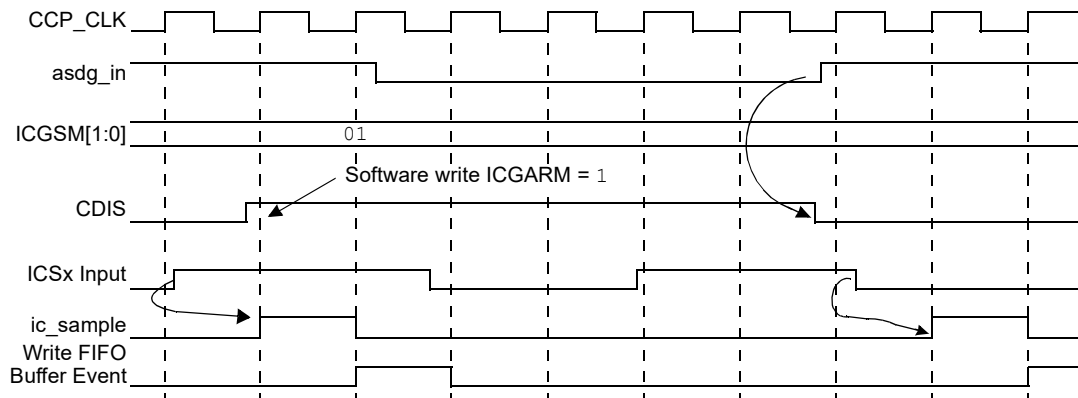 CCP_CLK
asdg_in
ICGSM[1:0]
01
Software write ICGARM = 1
CDIS
ICSx Input
ic_sample
Write FIFO
Buffer Event